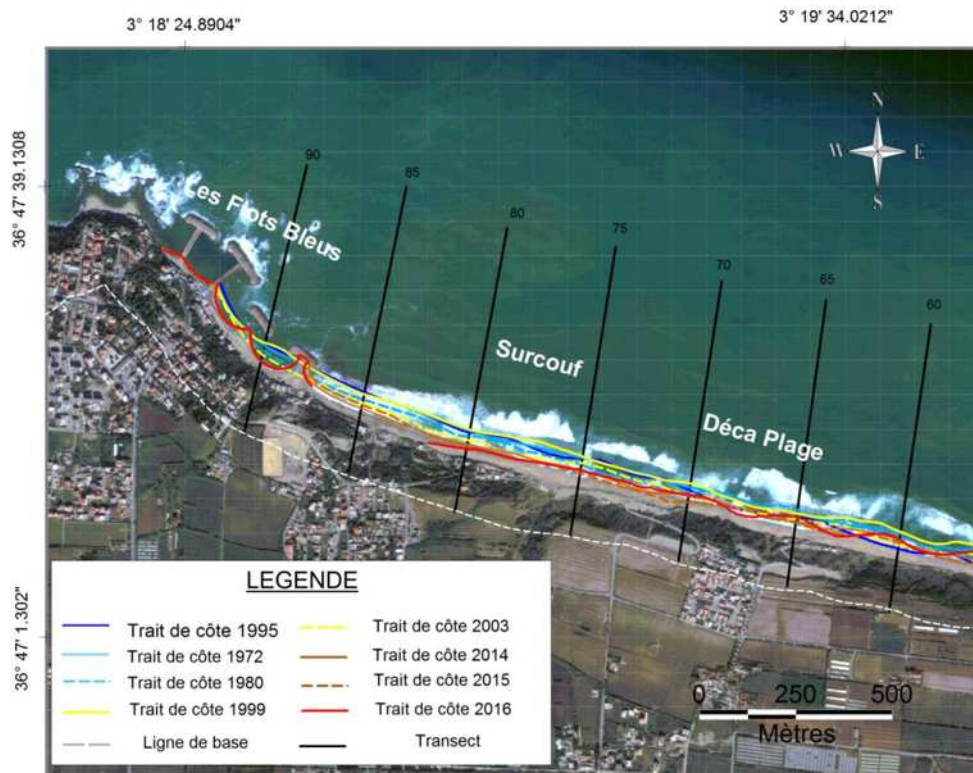 3° 18' 24.8904"
3° 19' 34.0212"
36° 47' 39.1308
36° 47' 1.302"
N
W E
S
90
85
80
75
70
65
60
Les Flots Bleus
Surcouf
Déca Plage
LEGENDE
Trait de côte 1995
Trait de côte 2003
Trait de côte 1972
Trait de côte 2014
Trait de côte 1980
Trait de côte 2015
Trait de côte 1999
Trait de côte 2016
Ligne de base
Transect
0 250 500
Mètres